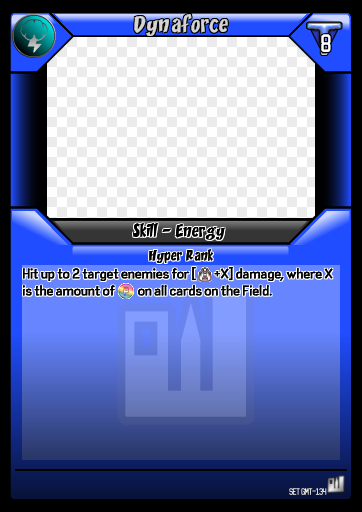 Dynaforce
8
Skill - Energy
Hyper Rank
Hit up to 2 target enemies for [ +X] damage, where X
is the amount of on all cards on the Field.
SET GMT-134